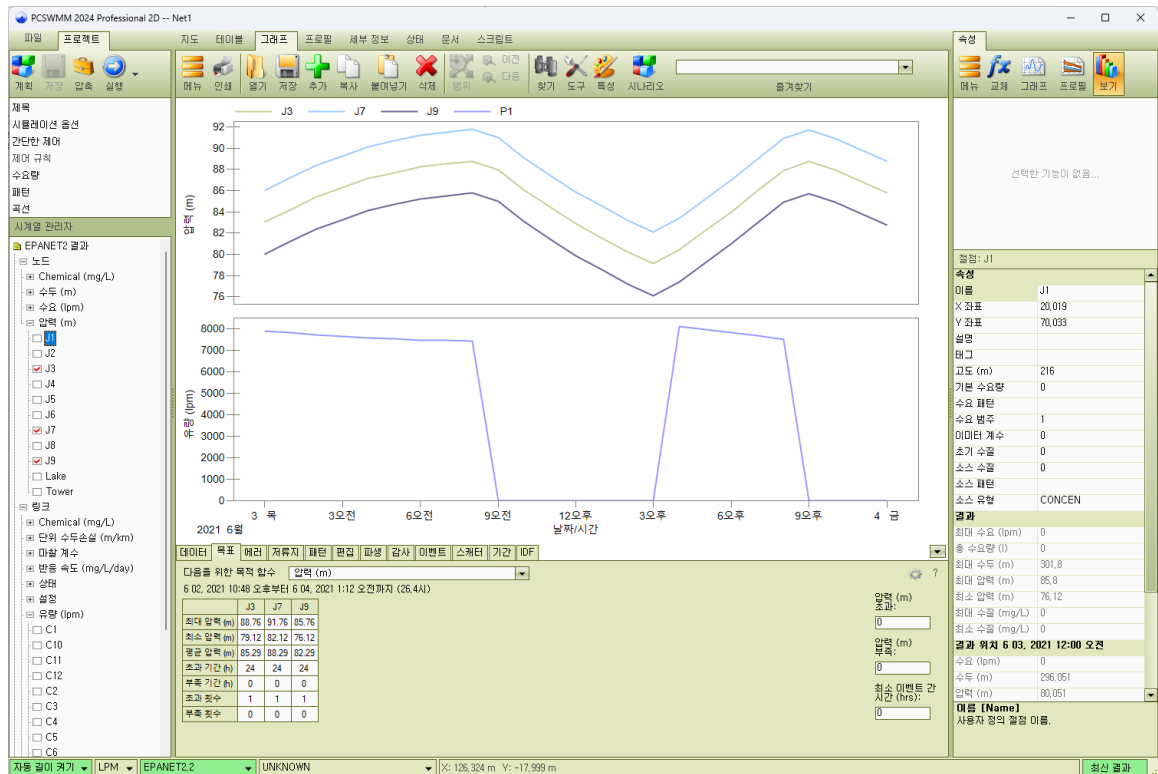 PCSWMM 2024 Professional 2D -- Net1
파일 프로젝트
계획 저장 압축 실행
제목
시뮬레이션 옵션
간단한 제어
제어 규칙
수요량
패턴
곡선
시계열 관리자
EPANET2 결과
노드
Chemical (mg/L)
수두 (m)
수요 (lpm)
압력 (m)
J1
J2
J3
J4
J5
J6
J7
J8
J9
Lake
Tower
링크
Chemical (mg/L)
단위 수두손실 (m/km)
마찰 계수
반응 속도 (mg/L/day)
상태
설정
유량 (lpm)
C1
C10
C11
C12
C2
C3
C4
C5
C6
지도 테이블 그래프 프로필 세부 정보 상태 문서 스크립트
메뉴 인쇄 열기 저장 추가 복사 붙여넣기 삭제 범위 이전 다음 찾기 도구 특성 시나리오 즐겨찾기
J3 J7 J9 P1
92
90
88
86
84
82
80
78
76
압력 (m)
8000
7000
6000
5000
4000
3000
2000
1000
0
유량 (lpm)
3 목 3오전 6오전 9오전 12오후 3오후 6오후 9오후 4 금
2021 6월
날짜/시간
데이터 목표 에러 저류지 패턴 편집 파생 감사 이벤트 스캐터 기간 IDF
다음을 위한 목적 함수 압력 (m)
6 02, 2021 10:48 오후부터 6 04, 2021 1:12 오전까지 (26.4시)
J3 J7 J9
최대 압력 (m) 88.76 91.76 85.76
최소 압력 (m) 79.12 82.12 76.12
평균 압력 (m) 85.29 88.29 82.29
초과 기간 (h) 24 24 24
부족 기간 (h) 0 0 0
초과 횟수 1 1 1
부족 횟수 0 0 0
?
압력 (m)
초과:
0
압력 (m)
부족:
0
최소 이벤트 간
시간 (hrs):
0
속성
메뉴 교체 그래프 프로필 보기
선택한 기능이 없음...
절점: J1
속성
이름 J1
X 좌표 20,019
Y 좌표 70,033
설명
태그
고도 (m) 216
기본 수요량 0
수요 패턴
수요 범주 1
이미터 계수 0
초기 수질 0
소스 수질 0
소스 패턴
소스 유형 CONCEN
결과
최대 수요 (lpm) 0
총 수요량 (l) 0
최대 수두 (m) 301,8
최대 압력 (m) 85,8
최소 압력 (m) 76,12
최대 수질 (mg/L) 0
최소 수질 (mg/L) 0
결과 위치 6 03, 2021 12:00 오전
수요 (lpm) 0
수두 (m) 296,051
압력 (m) 80,051
이름 [Name]
사용자 정의 절점 이름.
자동 길이 켜기 LPM EPANET2,2 UNKNOWN X: 126,324 m Y: -17,999 m 최신 결과